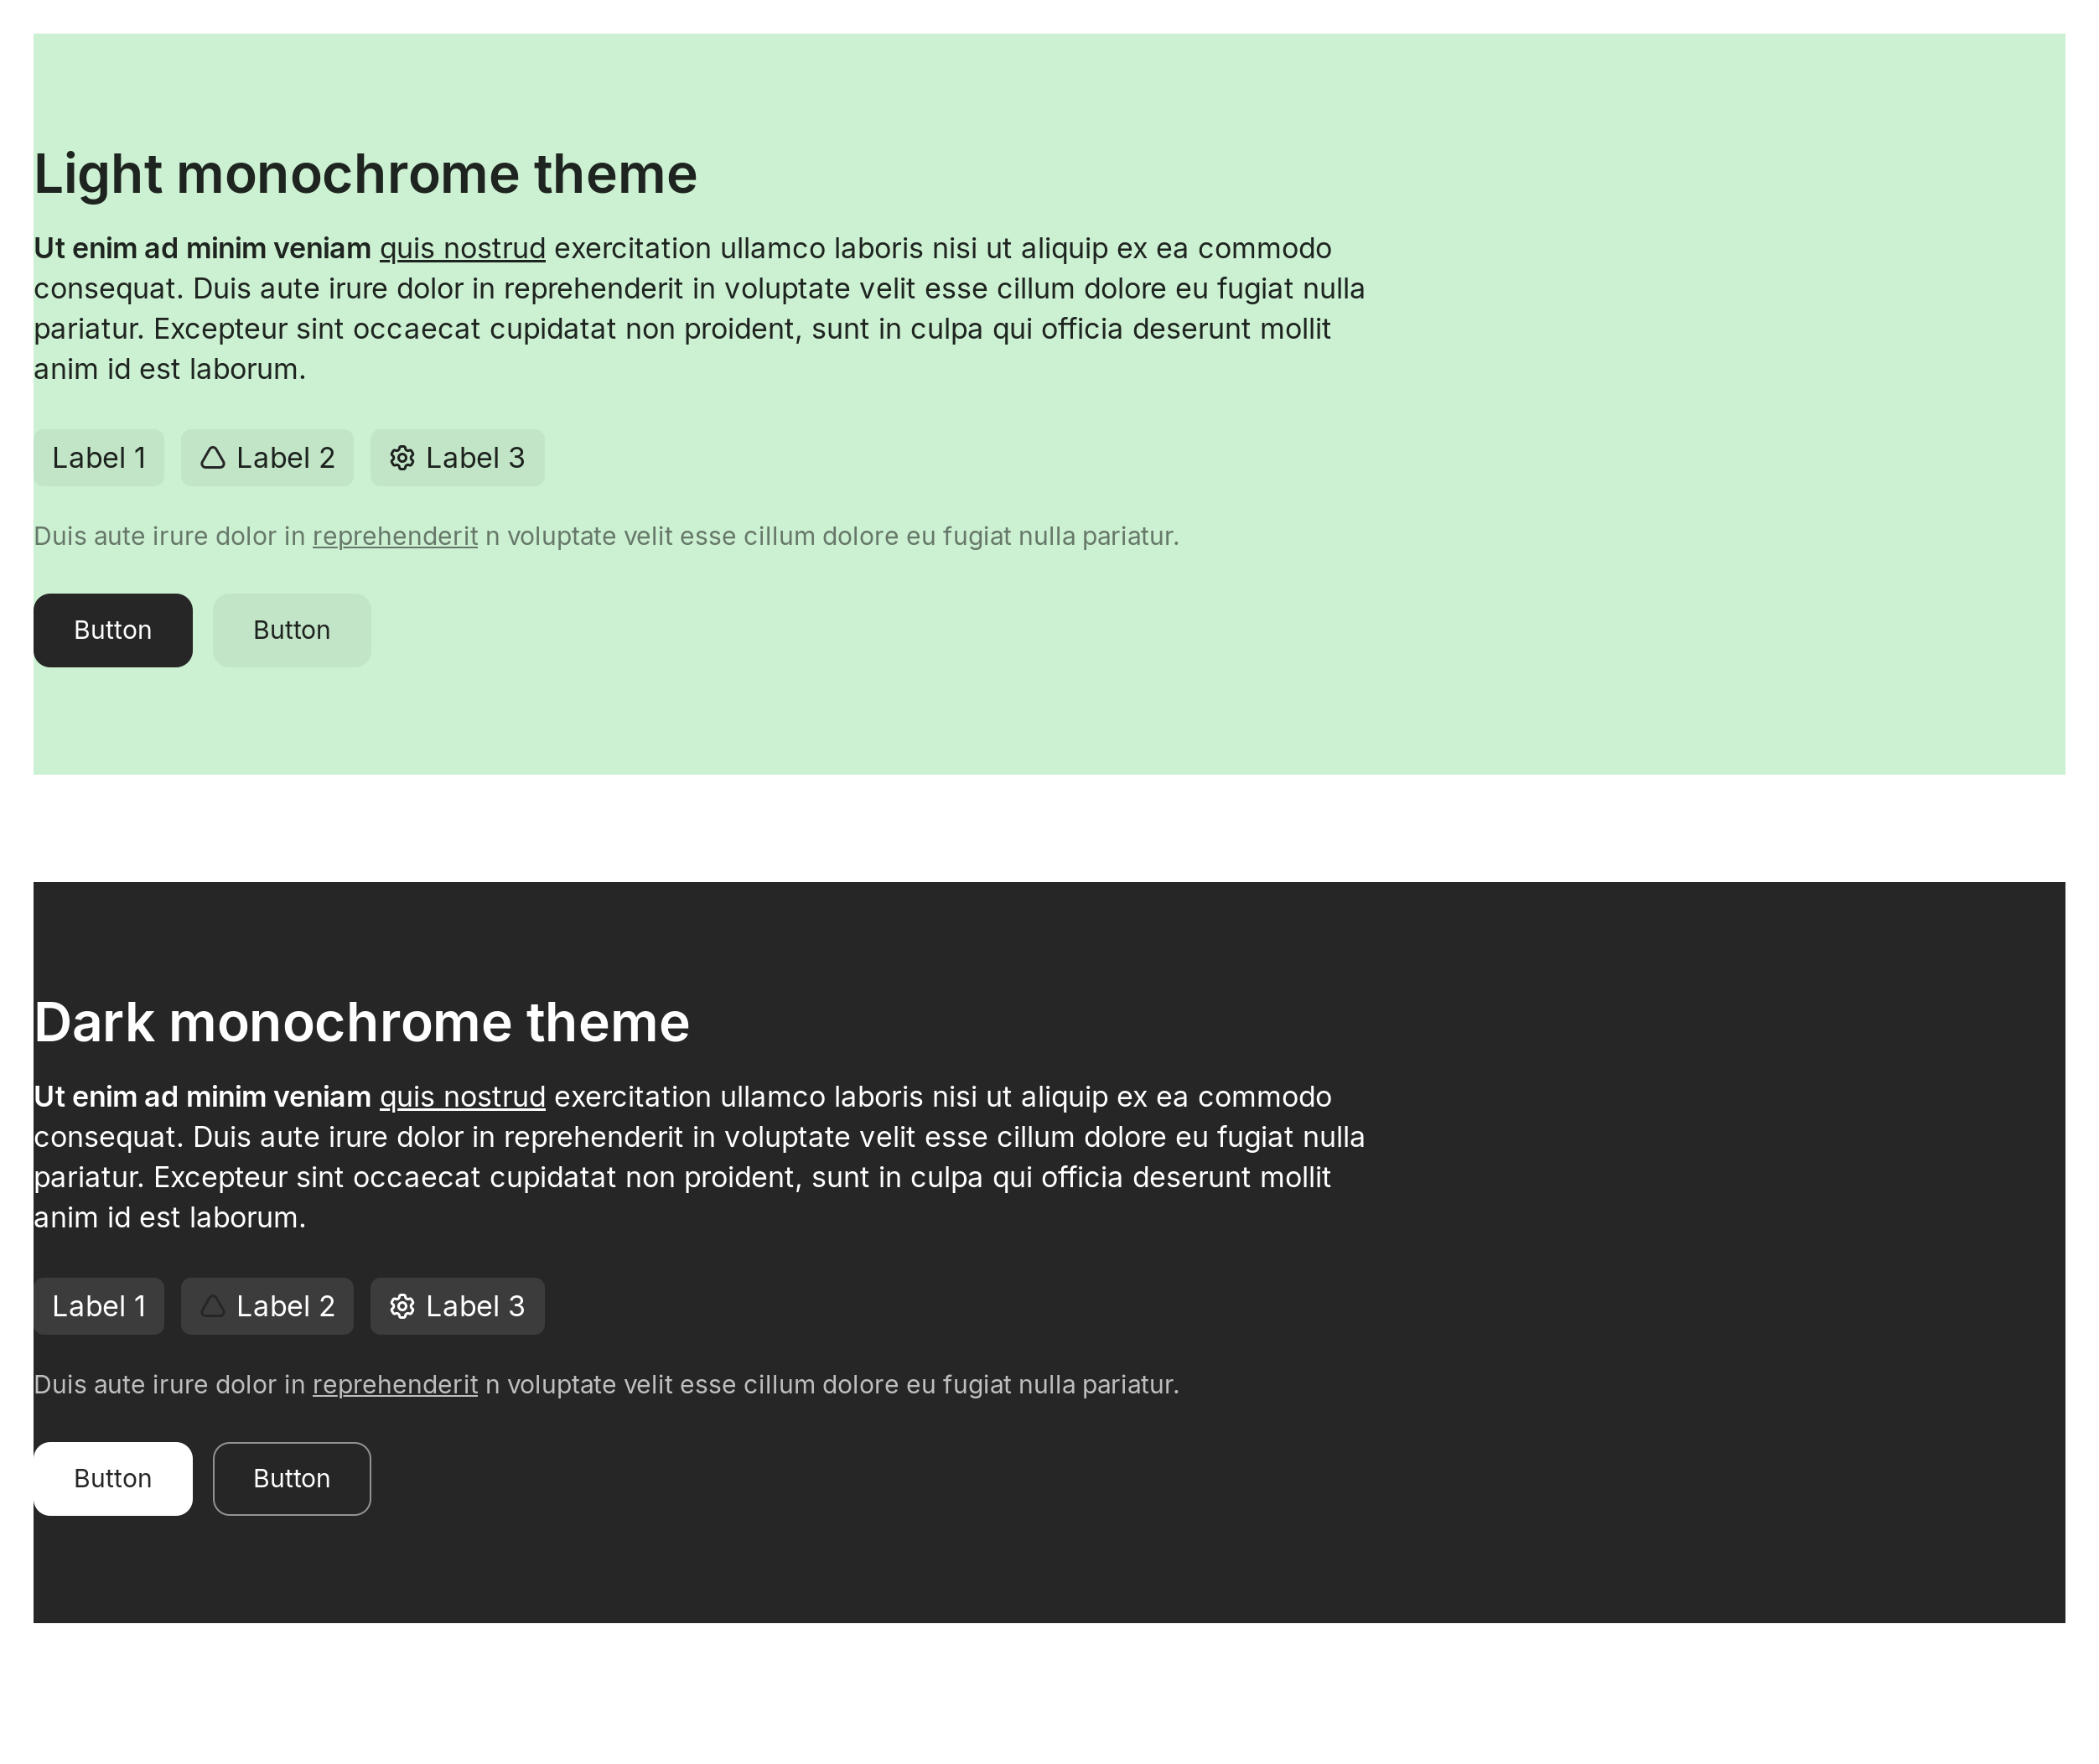 Light monochrome theme
Ut enim ad minim veniam quis nostrud exercitation ullamco laboris nisi ut aliquip ex ea commodo
consequat. Duis aute irure dolor in reprehenderit in voluptate velit esse cillum dolore eu fugiat nulla
pariatur. Excepteur sint occaecat cupidatat non proident, sunt in culpa qui officia deserunt mollit
anim id est laborum.
Label 1 Label 2 Label 3
Duis aute irure dolor in reprehenderit n voluptate velit esse cillum dolore eu fugiat nulla pariatur.
Button Button
Dark monochrome theme
Ut enim ad minim veniam quis nostrud exercitation ullamco laboris nisi ut aliquip ex ea commodo
consequat. Duis aute irure dolor in reprehenderit in voluptate velit esse cillum dolore eu fugiat nulla
pariatur. Excepteur sint occaecat cupidatat non proident, sunt in culpa qui officia deserunt mollit
anim id est laborum.
Label 1 Label 2 Label 3
Duis aute irure dolor in reprehenderit n voluptate velit esse cillum dolore eu fugiat nulla pariatur.
Button Button